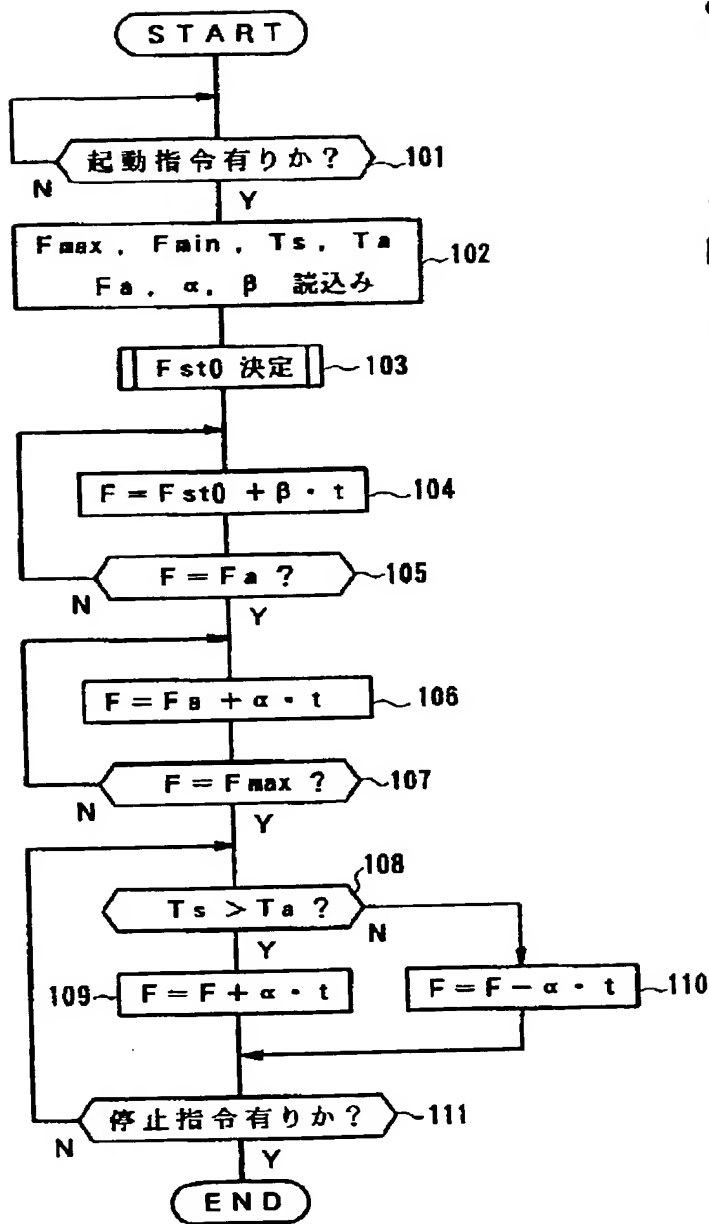 START
起動指令有りか?
101
N
Y
Fmax, Fmin, Ts, Ta
Fa, α, β 読込み
102
Fst0 決定
103
F = Fst0 + β・t
104
F = Fa ?
105
N
Y
F = Fa + α・t
106
F = Fmax ?
107
N
Y
108
Ts > Ta ?
N
Y
109
F = F + α・t
F = F − α・t
110
停止指令有りか?
111
N
Y
END